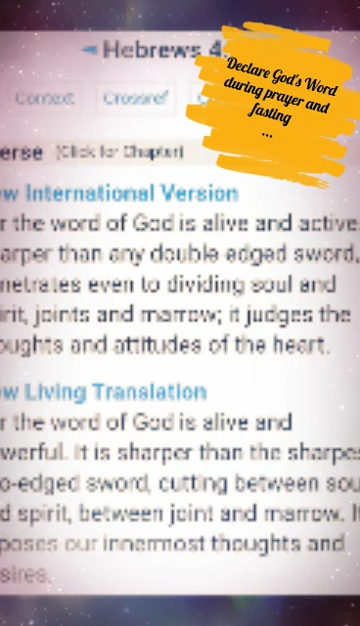 Hebrews 4
Declare God's Word
during prayer and
fasting
...
Context Crossref C
erse (Click for Chapter)
w International Version
r the word of God is alive and active.
arper than any double edged sword,
netrates even to dividing soul and
irit, joints and marrow; it judges the
oughts and attitudes of the heart.
w Living Translation
r the word of God is alive and
werful. It is sharper than the sharpes
o-edged sword, cutting between sou
d spirit, between joint and marrow. It
poses our innermost thoughts and
sires.